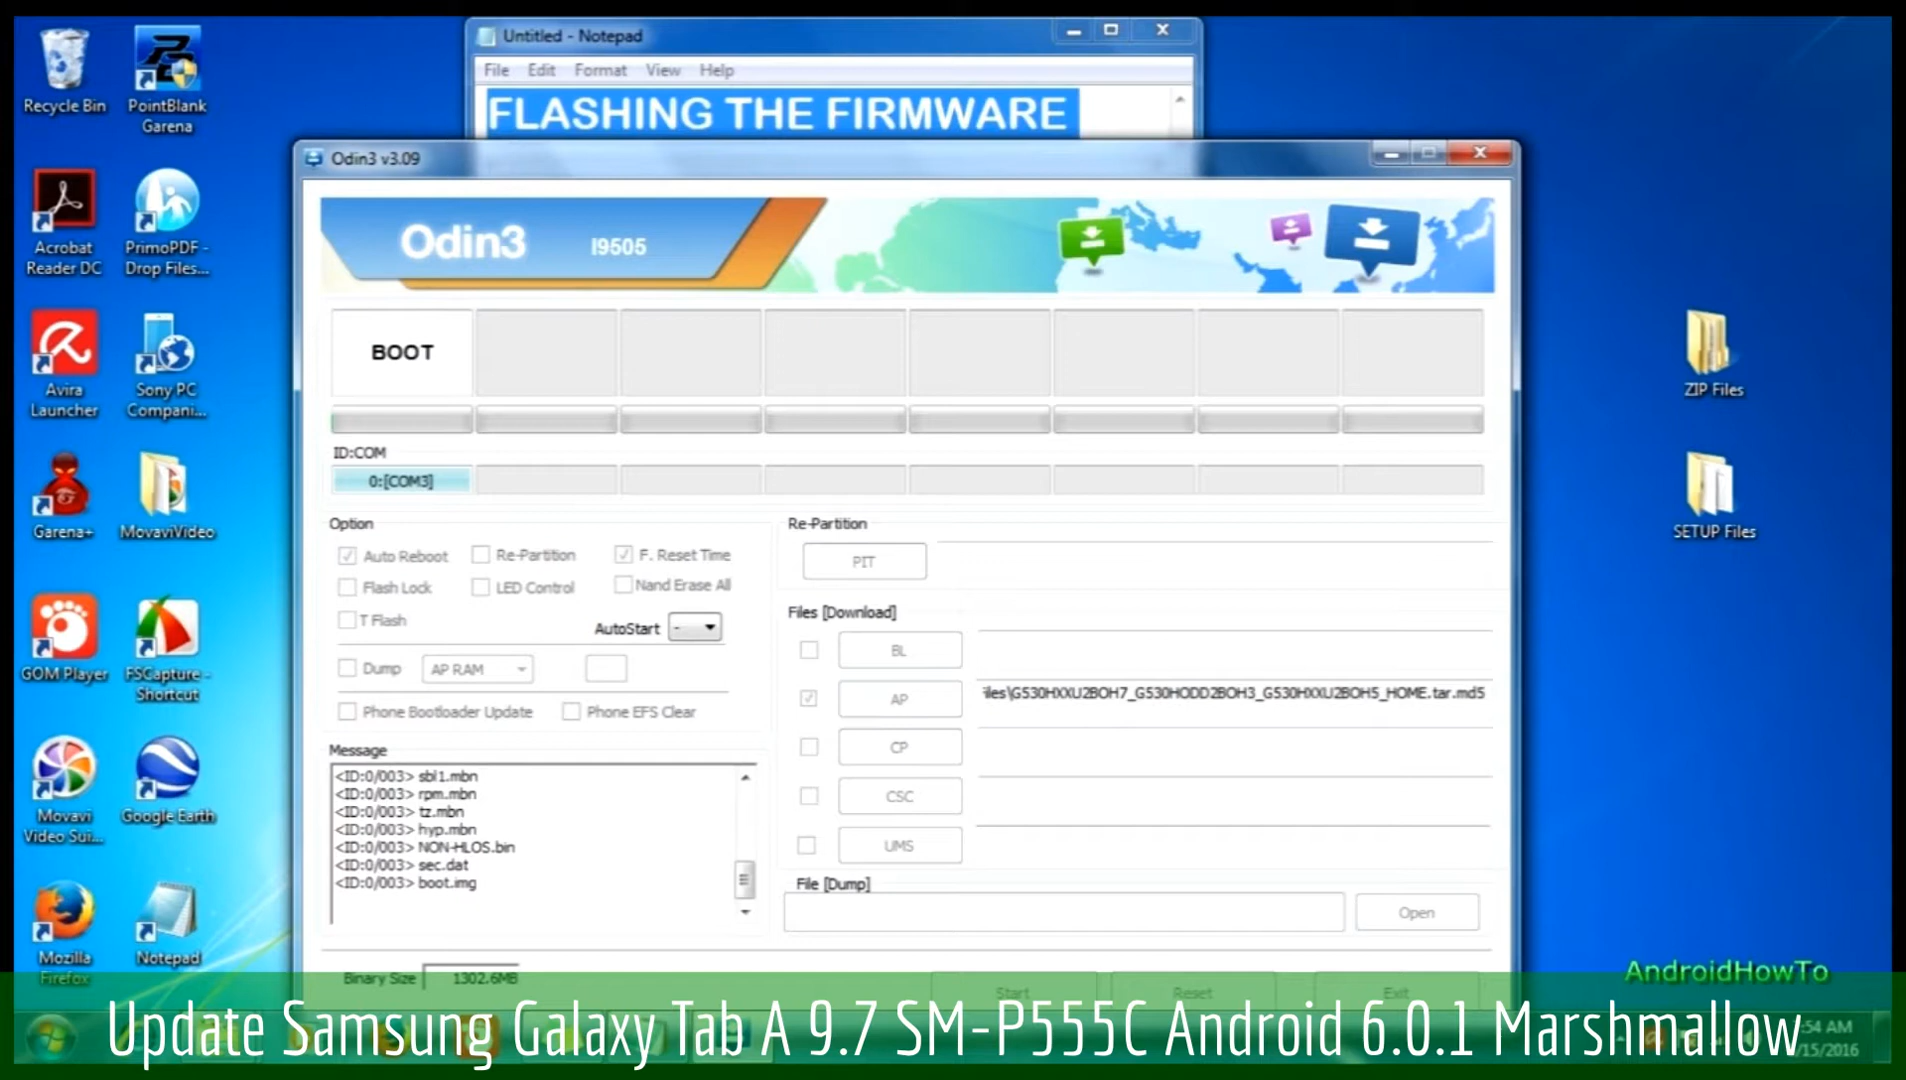 Recycle Bin
PointBlank
Garena
Acrobat
Reader DC
PrimoPDF -
Drop Files...
Avira
Launcher
Sony PC
Compani...
Garena+
MovaviVideo
GOM Player
FSCapture -
Shortcut
Movavi
Video Sui...
Google Earth
Mozilla
Firefox
Notepad
Untitled - Notepad
File Edit Format View Help
FLASHING THE FIRMWARE
Odin3 v3.09
Odin3 I9505
BOOT
ID:COM
0:[COM3]
Option
Auto Reboot Re-Partition F. Reset Time
Flash Lock LED Control Nand Erase All
T Flash
AutoStart -
Dump AP RAM
Phone Bootloader Update Phone EFS Clear
Message
<ID:0/003> sbl1.mbn
<ID:0/003> rpm.mbn
<ID:0/003> tz.mbn
<ID:0/003> hyp.mbn
<ID:0/003> NON-HLOS.bin
<ID:0/003> sec.dat
<ID:0/003> boot.img
Re-Partition
PIT
Files [Download]
BL
AP iles\G530HXXU2BOH7_G530HODD2BOH3_G530HXXU2BOH5_HOME.tar.md5
CP
CSC
UMS
File [Dump]
Open
Binary Size 1302.6MB
Start Reset Exit
ZIP Files
SETUP Files
AndroidHowTo
Update Samsung Galaxy Tab A 9.7 SM-P555C Android 6.0.1 Marshmallow
:54 AM
/15/2016